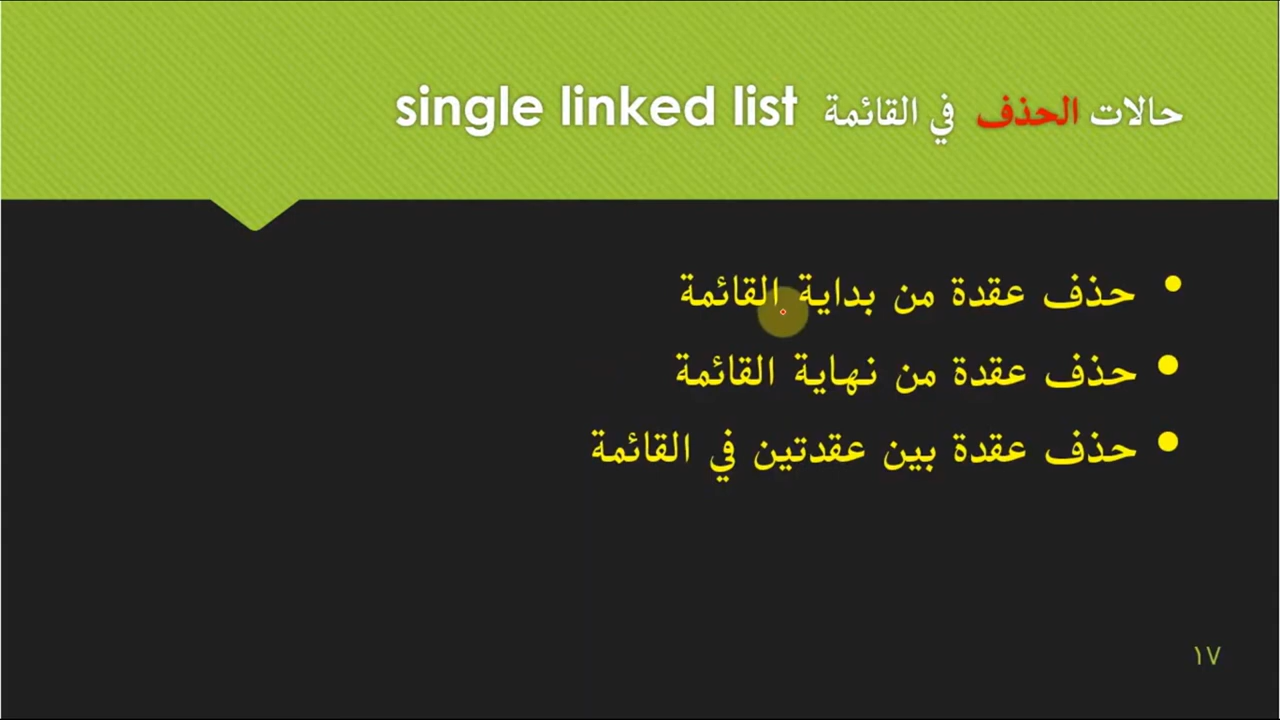 حالات الحذف في القائمة single linked list
• حذف عقدة من بداية القائمة
• حذف عقدة من نهاية القائمة
• حذف عقدة بين عقدتين في القائمة
١٧